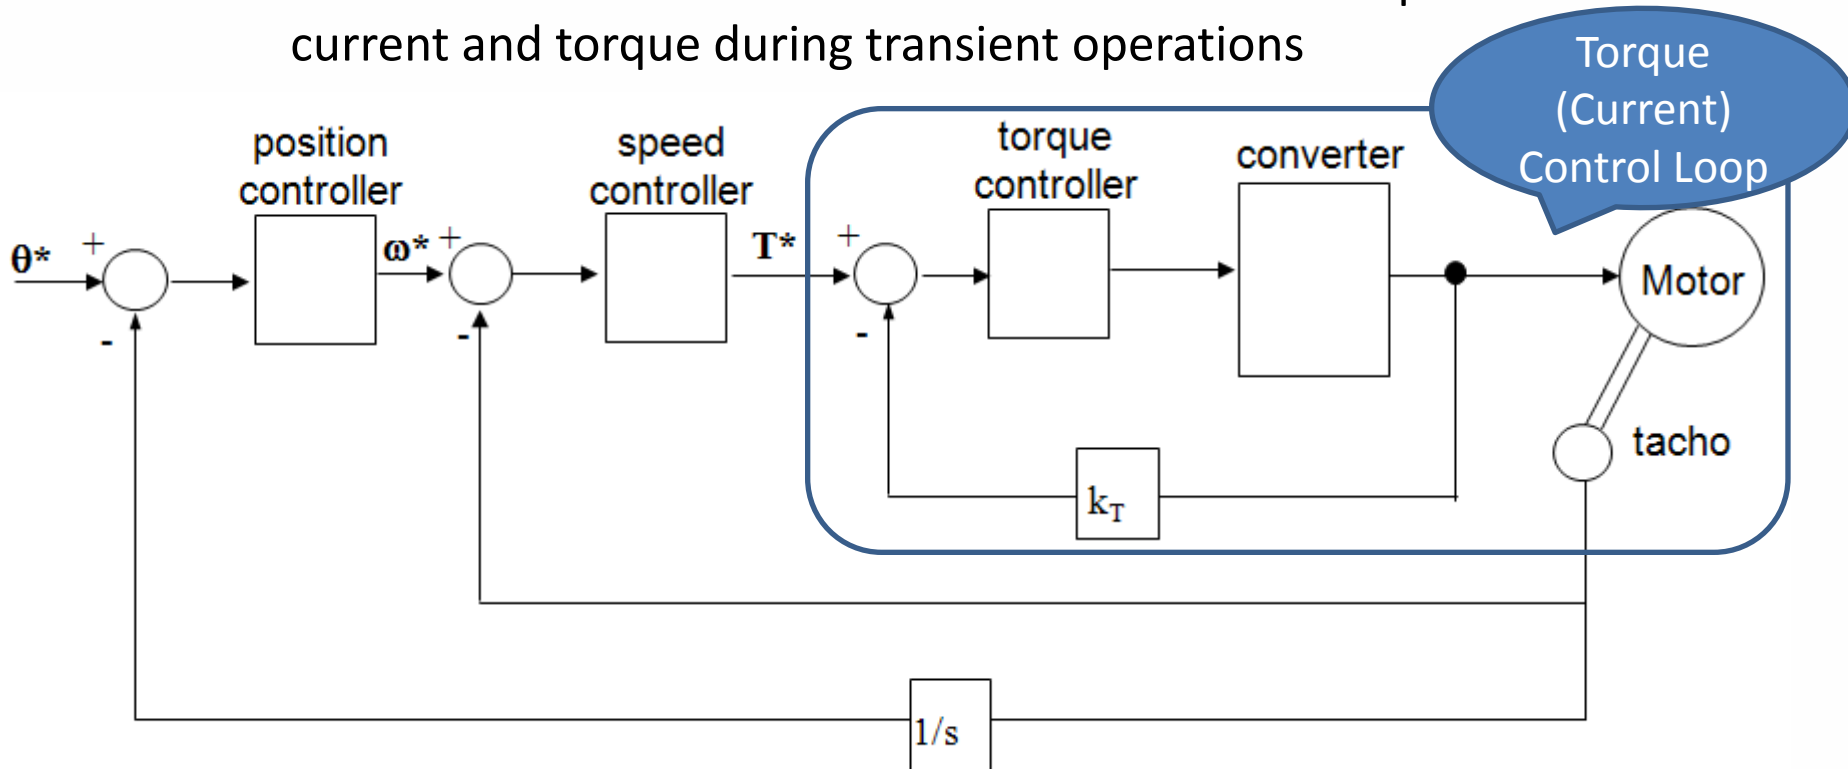 current and torque during transient operations
Torque
(Current)
Control Loop
position
controller
speed
controller
torque
controller
converter
θ*
+
-
ω*
+
-
T*
+
-
Motor
tacho
kT
1/s